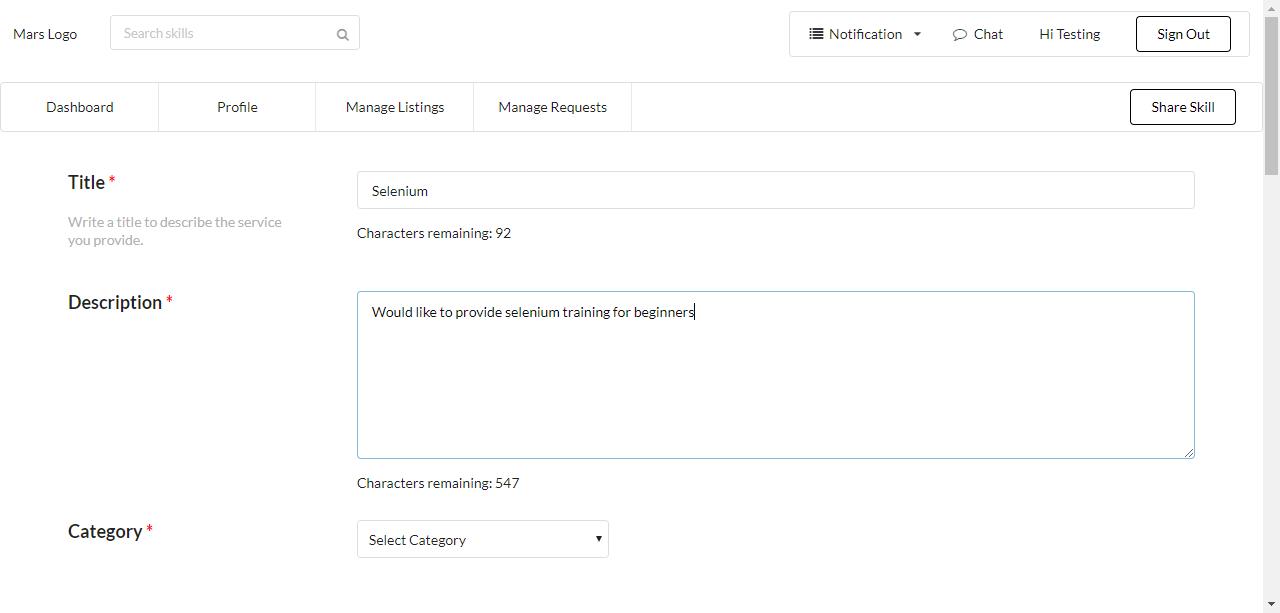 Mars Logo
Search skills
Notification
Chat
Hi Testing
Sign Out
Dashboard
Profile
Manage Listings
Manage Requests
Share Skill
Title *
Selenium
Write a title to describe the service
you provide.
Characters remaining: 92
Description *
Would like to provide selenium training for beginners
Characters remaining: 547
Category *
Select Category